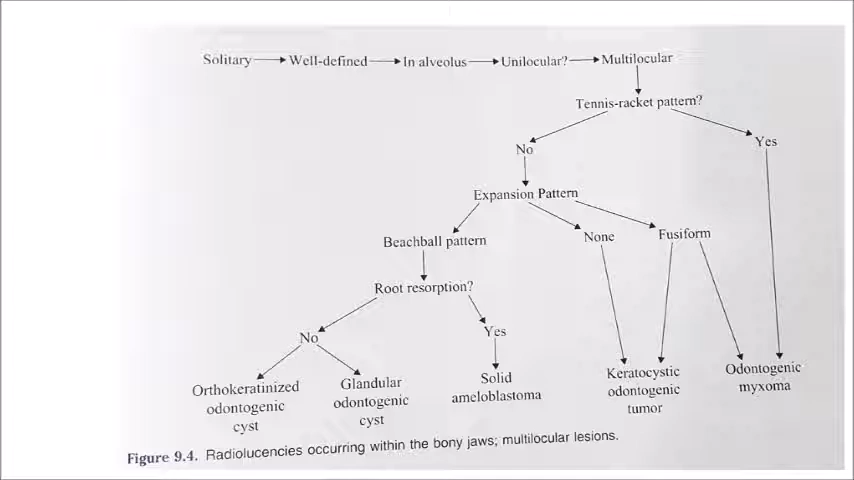 Solitary Well-defined In alveolus Unilocular? Multilocular
Tennis-racket pattern?
No Yes
Expansion Pattern
Beachball pattern None Fusiform
Root resorption?
No Yes
Orthokeratinized
odontogenic
cyst
Glandular
odontogenic
cyst
Solid
ameloblastoma
Keratocystic
odontogenic
tumor
Odontogenic
myxoma
Figure 9.4. Radiolucencies occurring within the bony jaws; multilocular lesions.